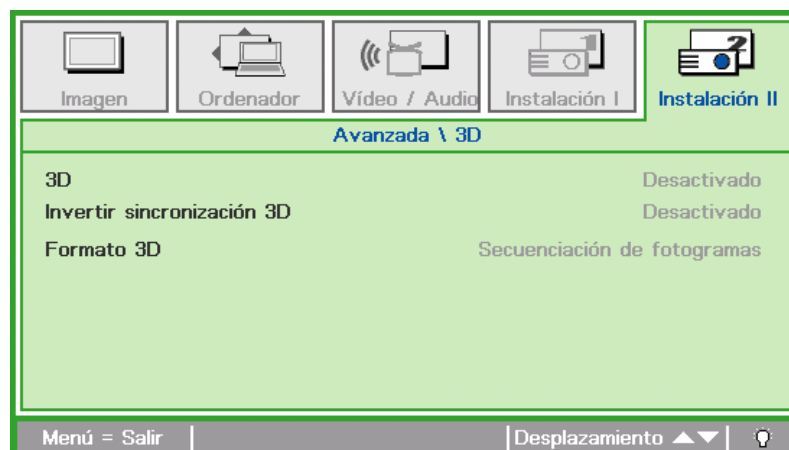 Imagen
Ordenador
Vídeo / Audio
Instalación I
Instalación II
Avanzada \ 3D
3D Desactivado
Invertir sincronización 3D Desactivado
Formato 3D Secuenciación de fotogramas
Menú = Salir Desplazamiento ▲▼